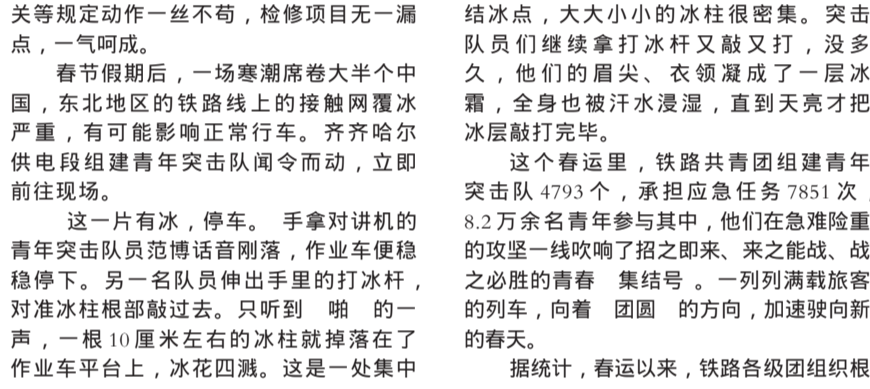 关等规定动作一丝不苟，检修项目无一漏
点，一气呵成。
春节假期后，一场寒潮席卷大半个中
国，东北地区的铁路线上的接触网覆冰
严重，有可能影响正常行车。齐齐哈尔
供电段组建青年突击队闻令而动，立即
前往现场。
这一片有冰，停车。 手拿对讲机的
青年突击队员范博话音刚落，作业车便稳
稳停下。另一名队员伸出手里的打冰杆，
对准冰柱根部敲过去。只听到 啪 的一
声，一根10厘米左右的冰柱就掉落在了
作业车平台上，冰花四溅。这是一处集中
结冰点，大大小小的冰柱很密集。突击
队员们继续拿打冰杆又敲又打，没多
久，他们的眉尖、衣领凝成了一层冰
霜，全身也被汗水浸湿，直到天亮才把
冰层敲打完毕。
这个春运里，铁路共青团组建青年
突击队4793个，承担应急任务7851次，
8.2万余名青年参与其中，他们在急难险重
的攻坚一线吹响了招之即来、来之能战、战
之必胜的青春 集结号 。一列列满载旅客
的列车，向着 团圆 的方向，加速驶向新
的春天。
据统计，春运以来，铁路各级团组织根